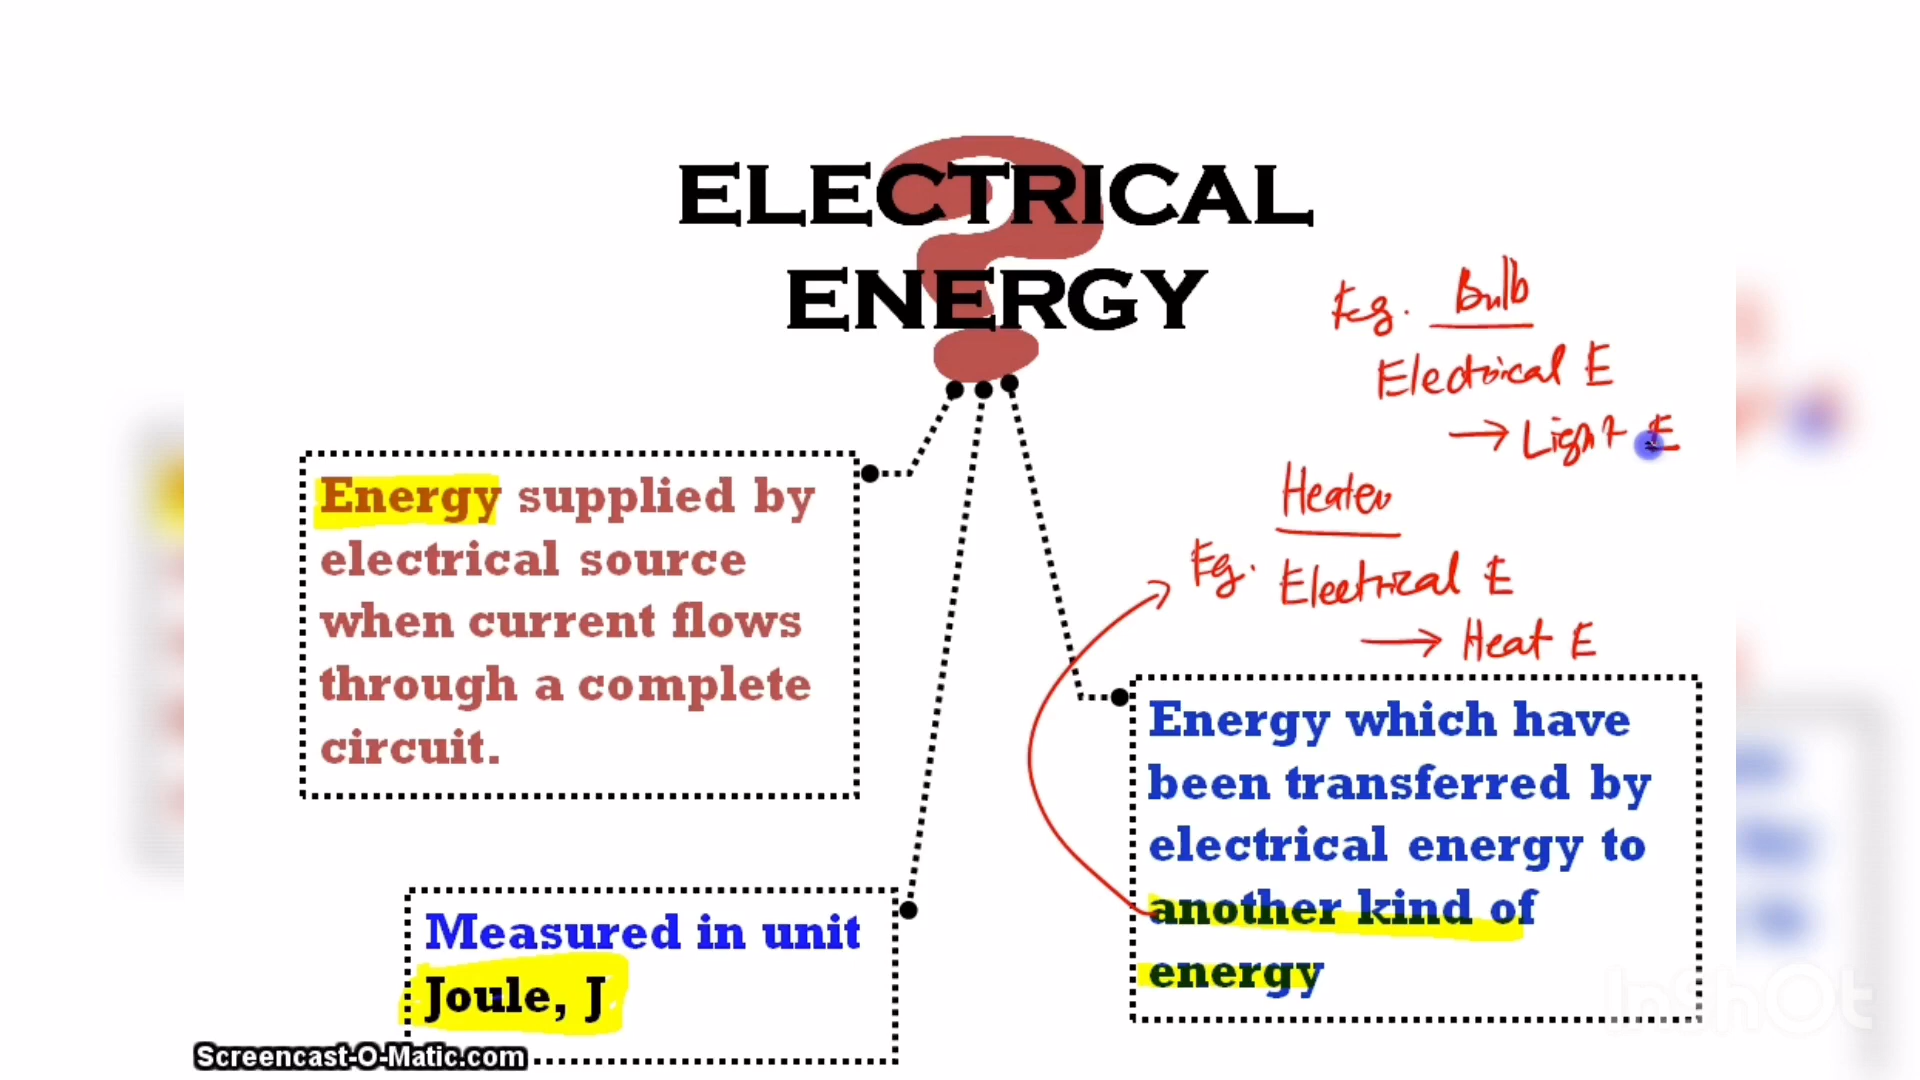 ELECTRICAL
ENERGY
Eg. Bulb
Electrical E
→ Light E
Heater
Eg. Electrical E
→ Heat E
Energy supplied by
electrical source
when current flows
through a complete
circuit.
Energy which have
been transferred by
electrical energy to
another kind of
energy
Measured in unit
Joule, J
InShOt
Screencast-O-Matic.com